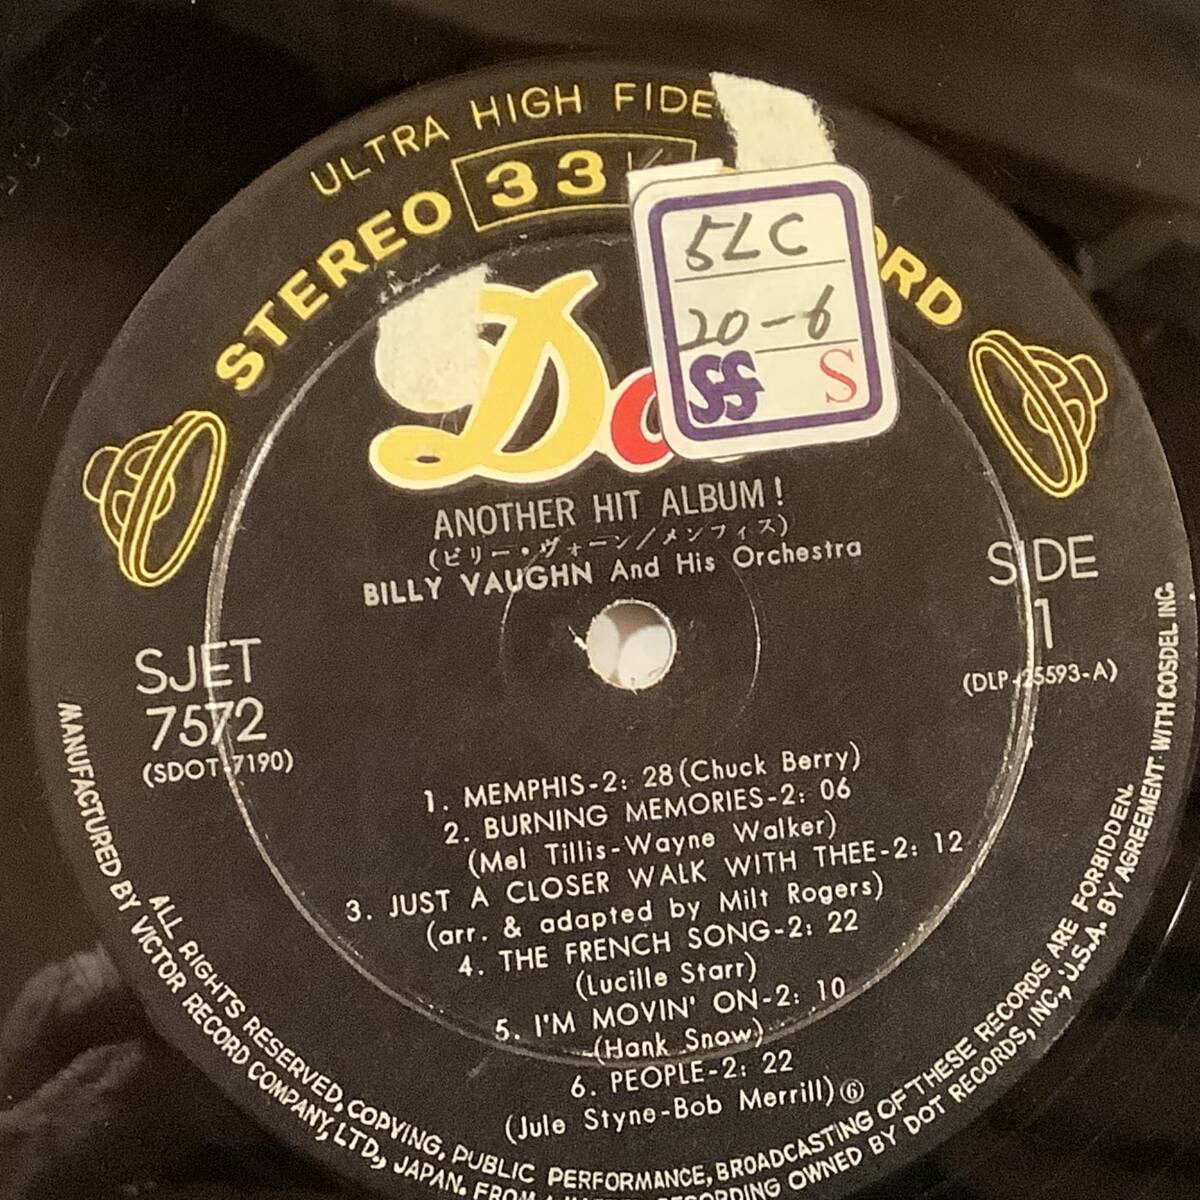 ULTRA HIGH FIDE
STEREO 33
ORD
5LC
20-6
SS S
Do
ANOTHER HIT ALBUM!
(ビリー・ヴォーン/メンフィス)
BILLY VAUGHN And His Orchestra
SJET
7572
(SDOT-7190)
SIDE
1
(DLP-25593-A)
1. MEMPHIS-2: 28 (Chuck Berry)
2. BURNING MEMORIES-2: 06
(Mel Tillis-Wayne Walker)
3. JUST A CLOSER WALK WITH THEE-2: 12
(arr. & adapted by Milt Rogers)
4. THE FRENCH SONG-2: 22
(Lucille Starr)
5. I'M MOVIN' ON-2: 10
(Hank Snow)
6. PEOPLE-2: 22
(Jule Styne-Bob Merrill)⑥
ALL RIGHTS RESERVED, COPYING, PUBLIC PERFORMANCE, BROADCASTING OF THESE RECORDS ARE FORBIDDEN.
MANUFACTURED BY VICTOR RECORD COMPANY, LTD., JAPAN. FROM A RECORDING OWNED BY DOT RECORDS, INC., U.S.A. BY AGREEMENT WITH COSDEL INC.